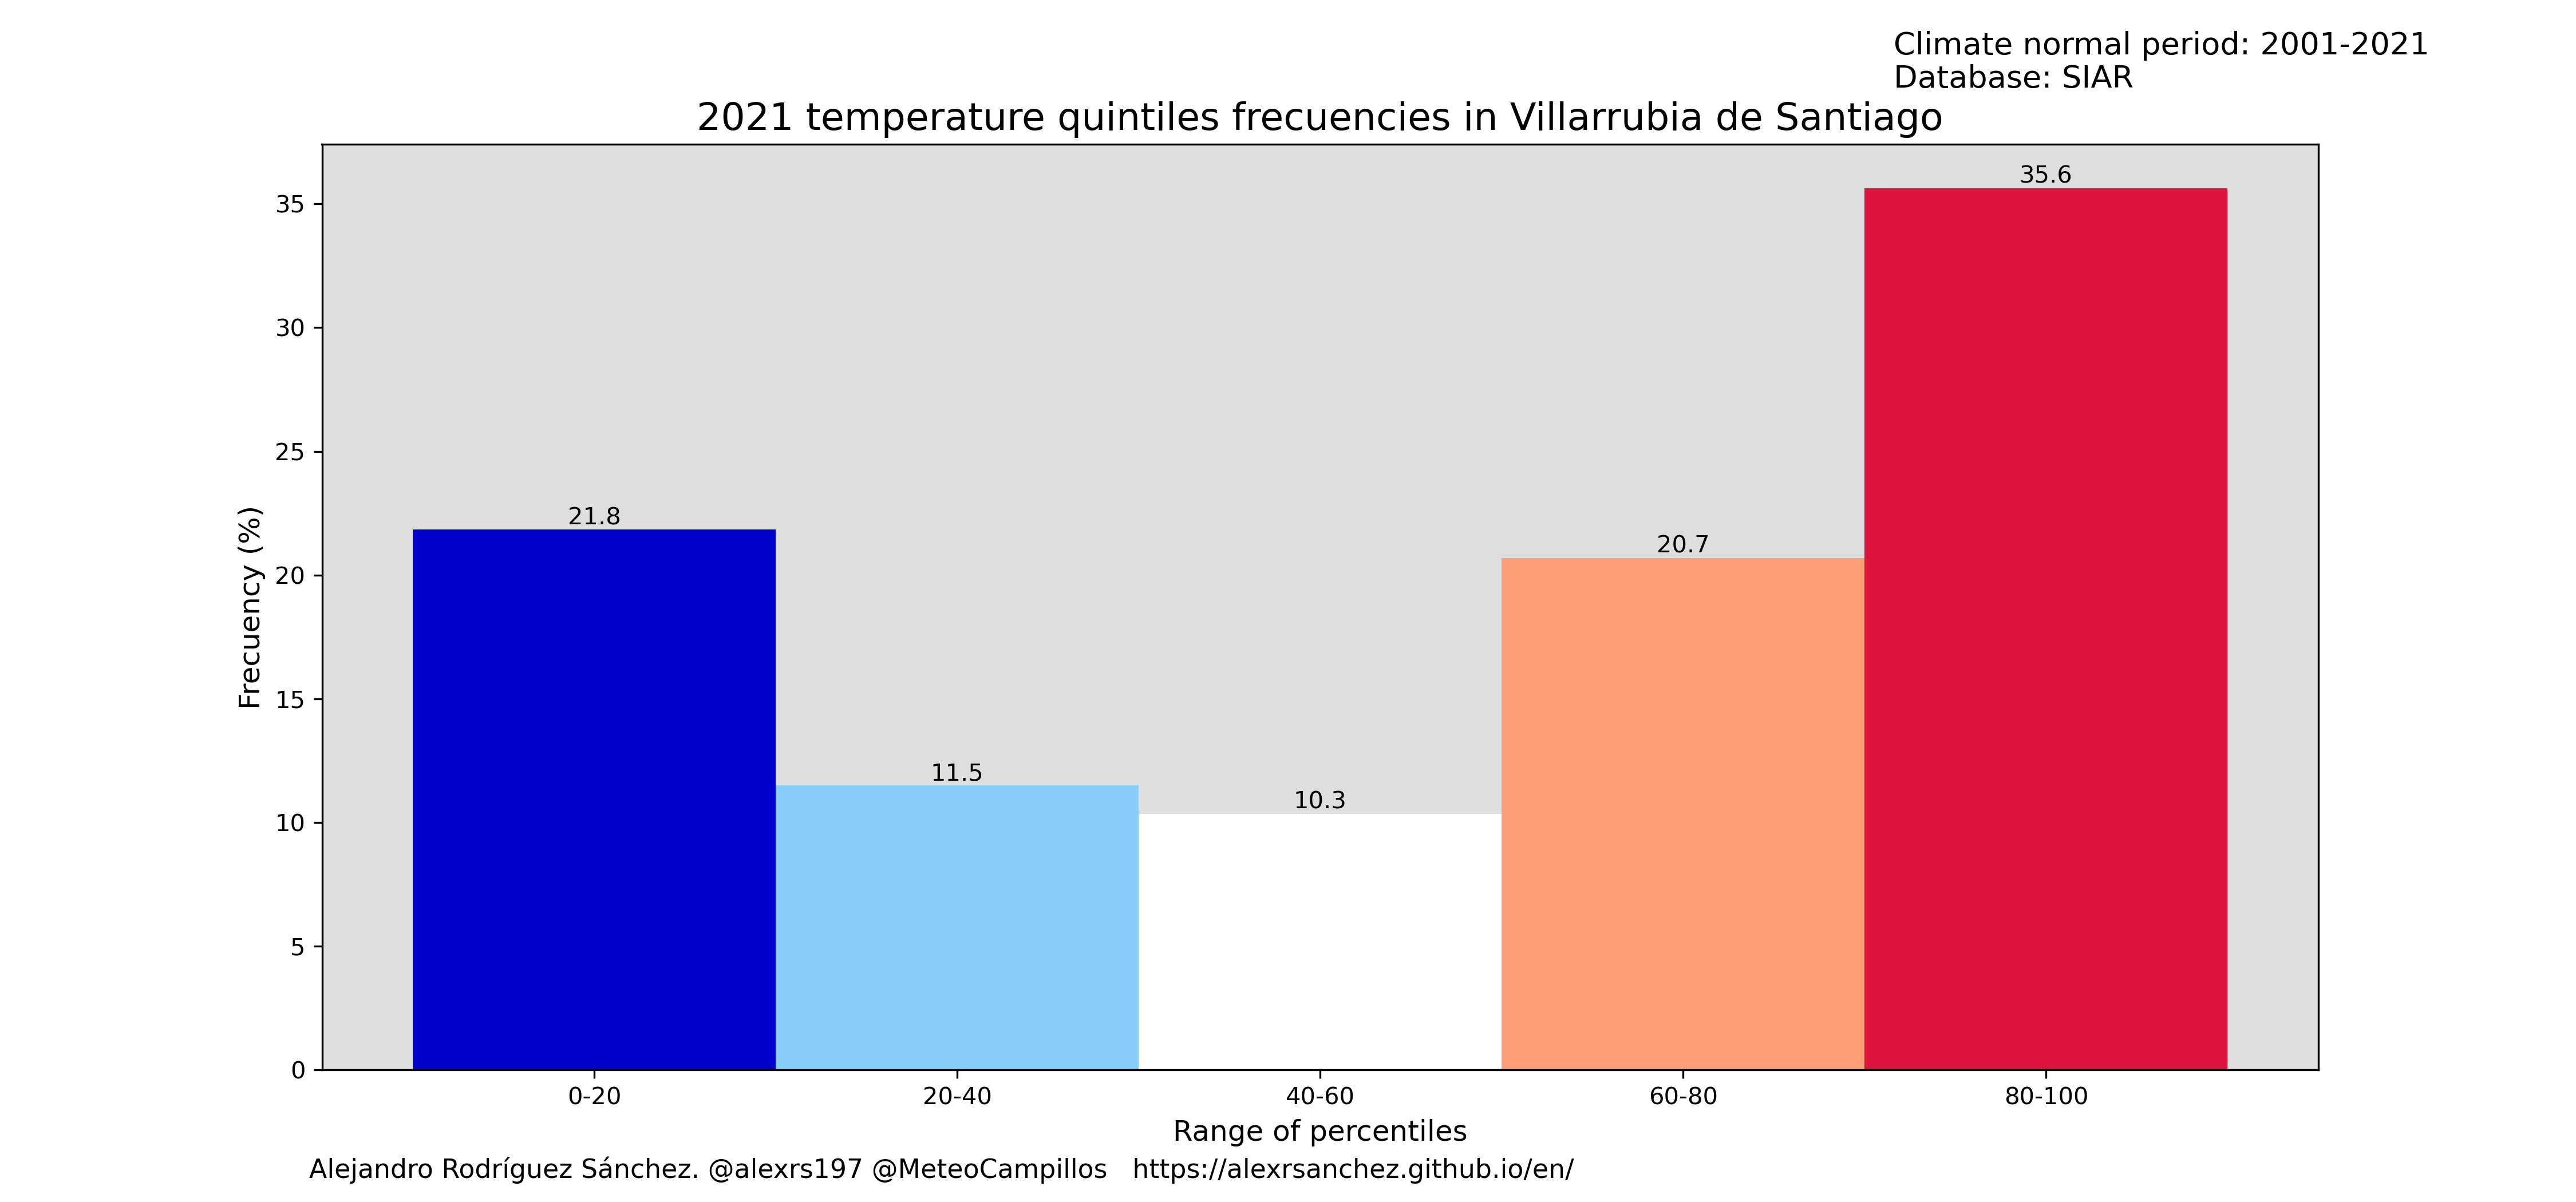 Climate normal period: 2001-2021
Database: SIAR
2021 temperature quintiles frecuencies in Villarrubia de Santiago
35.6
35
30
25
21.8
20.7
20
15
11.5
10.3
10
5
0
Frecuency (%)
0-20 20-40 40-60 60-80 80-100
Range of percentiles
Alejandro Rodríguez Sánchez. @alexrs197 @MeteoCampillos https://alexrsanchez.github.io/en/